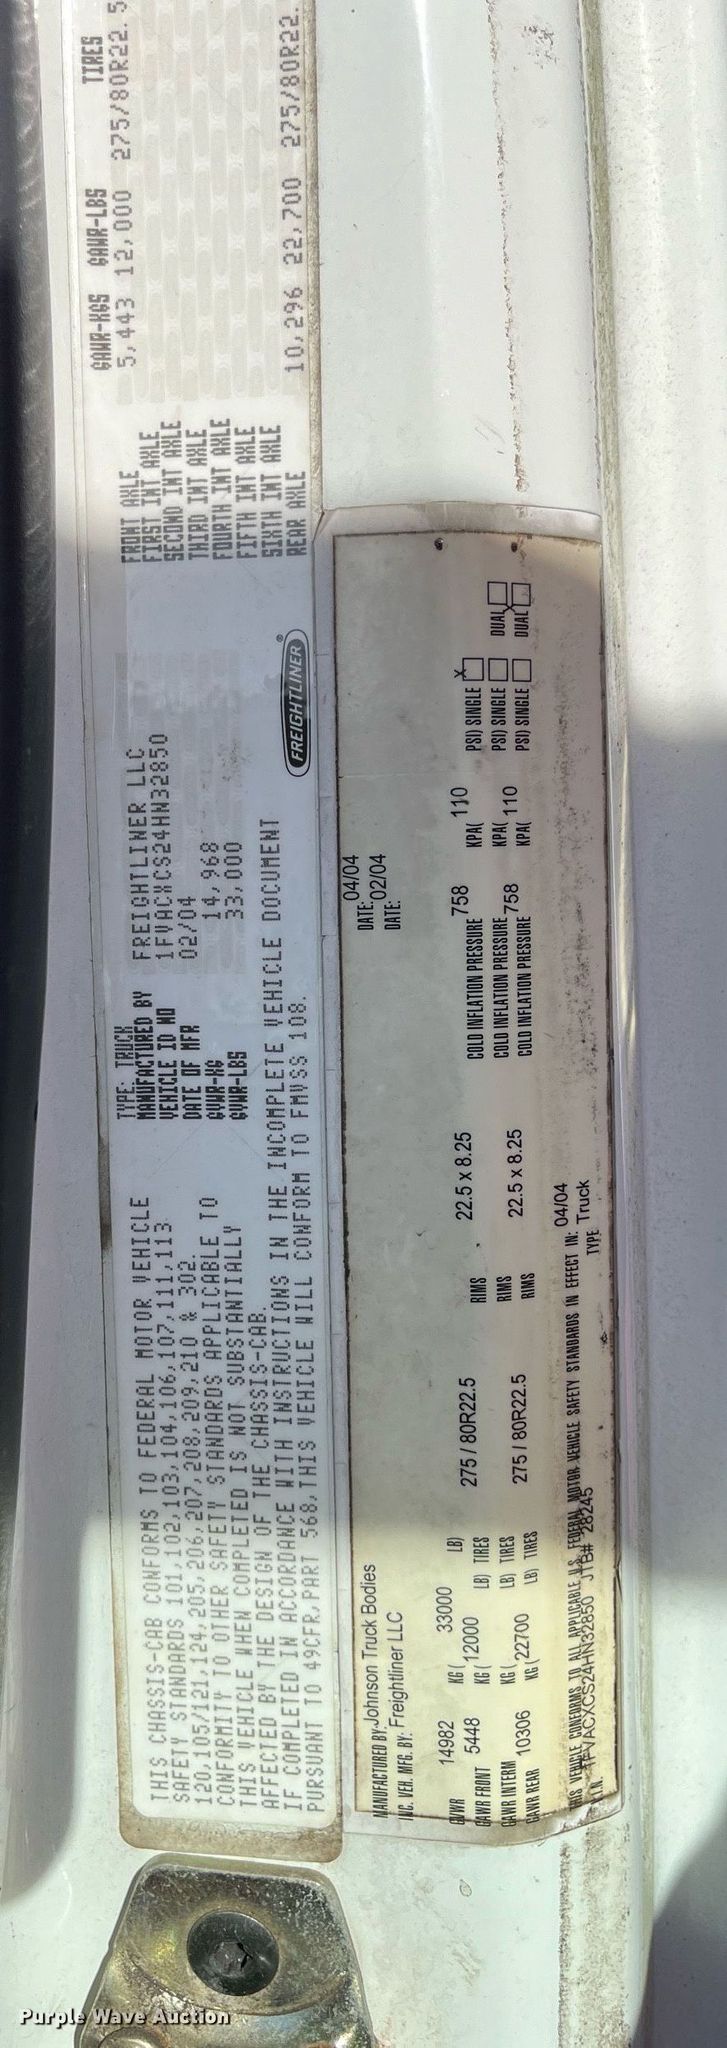 THIS CHASSIS-CAB CONFORMS TO FEDERAL MOTOR VEHICLE
SAFETY STANDARDS 101,102,103,104,106,107,111,113
120,105/121,124,205,206,207,208,209,210 & 302.
CONFORMITY TO OTHER SAFETY STANDARDS APPLICABLE TO
THIS VEHICLE WHEN COMPLETED IS NOT SUBSTANTIALLY
AFFECTED BY THE DESIGN OF THE CHASSIS-CAB.
IF COMPLETED IN ACCORDANCE WITH INSTRUCTIONS IN THE INCOMPLETE VEHICLE DOCUMENT
PURSUANT TO 49CFR,PART 568,THIS VEHICLE WILL CONFORM TO FMVSS 108.
TYPE: TRUCK
MANUFACTURED BY FREIGHTLINER LLC
VEHICLE ID NO 1FVACXCS24HN32850
DATE OF MFR 02/04
GVWR-KG 14,968
GVWR-LBS 33,000
FREIGHTLINER®
GAWR-KGS GAWR-LBS TIRES
FRONT AXLE 5,443 12,000 275/80R22.5
FIRST INT AXLE
SECOND INT AXLE
THIRD INT AXLE
FOURTH INT AXLE
FIFTH INT AXLE
SIXTH INT AXLE
REAR AXLE 10,296 22,700 275/80R22.
MANUFACTURED BY: Johnson Truck Bodies DATE: 04/04
INC. VEH. MFG. BY: Freightliner LLC DATE: 02/04
GVWR 14982 KG ( 33000 LB)
GAWR FRONT 5448 KG ( 12000 LB) TIRES 275 / 80R22.5 RIMS 22.5 x 8.25 COLD INFLATION PRESSURE 758 KPA( 110 PSI) SINGLE X
GAWR INTERM KG ( LB) TIRES RIMS COLD INFLATION PRESSURE KPA( PSI) SINGLE DUAL
GAWR REAR 10306 KG ( 22700 LB) TIRES 275 / 80R22.5 RIMS 22.5 x 8.25 COLD INFLATION PRESSURE 758 KPA( 110 PSI) SINGLE DUAL X
THIS VEHICLE CONFORMS TO ALL APPLICABLE U.S. FEDERAL MOTOR VEHICLE SAFETY STANDARDS IN EFFECT IN: 04/04
V.I.N. 1FVACXCS24HN32850 JTB# 28245 TYPE Truck
Purple Wave Auction